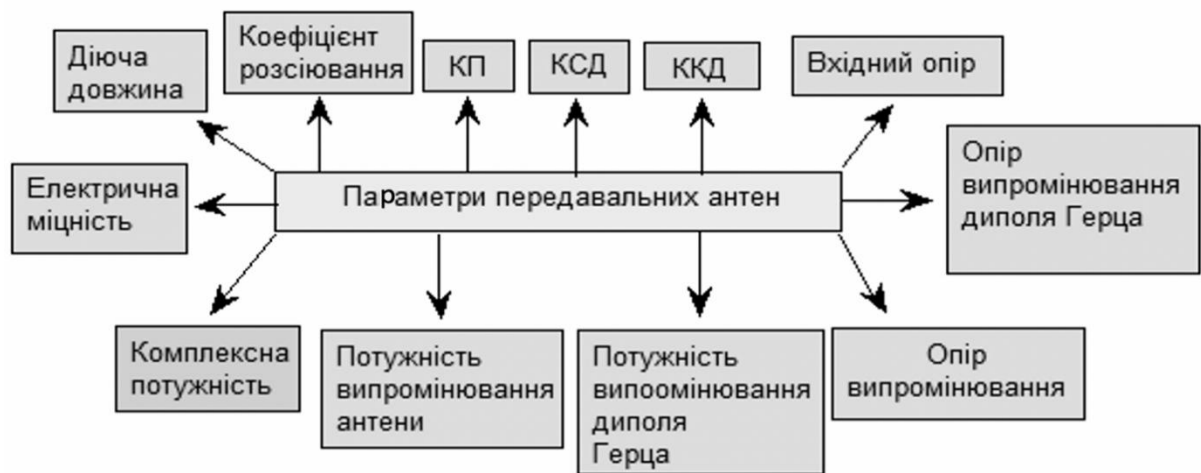 Діюча
довжина
Коефіцієнт
розсіювання
КП
КСД
ККД
Вхідний опір
Електрична
міцність
Параметри передавальних антен
Опір
випромінювання
диполя Герца
Комплексна
потужність
Потужність
випромінювання
антени
Потужність
випоомінювання
диполя
Герца
Опір
випромінювання